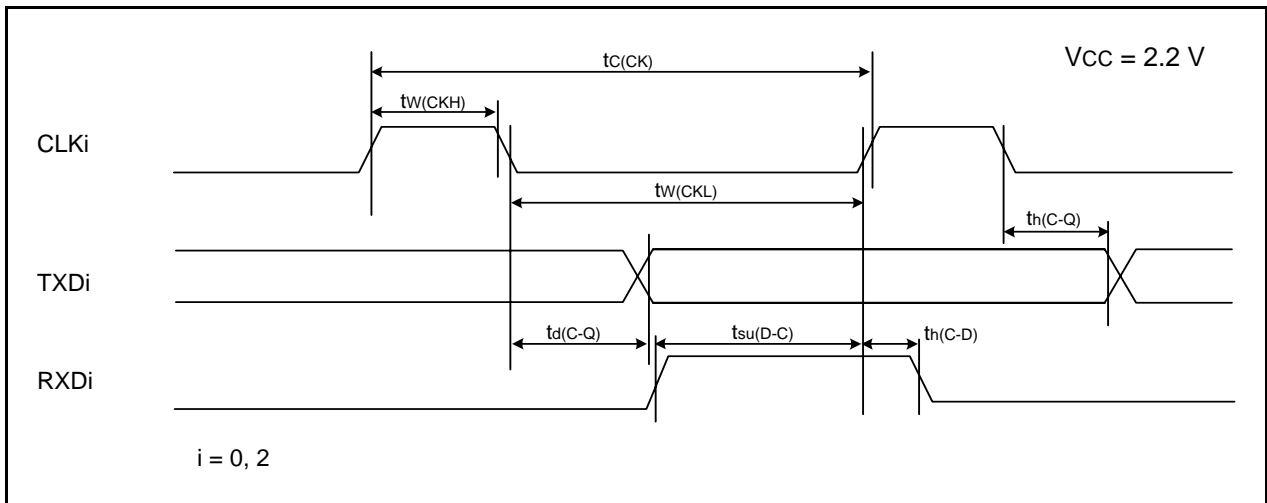 tC(CK)
VCC = 2.2 V
tW(CKH)
CLKi
tW(CKL)
th(C-Q)
TXDi
td(C-Q)
tsu(D-C)
th(C-D)
RXDi
i = 0, 2